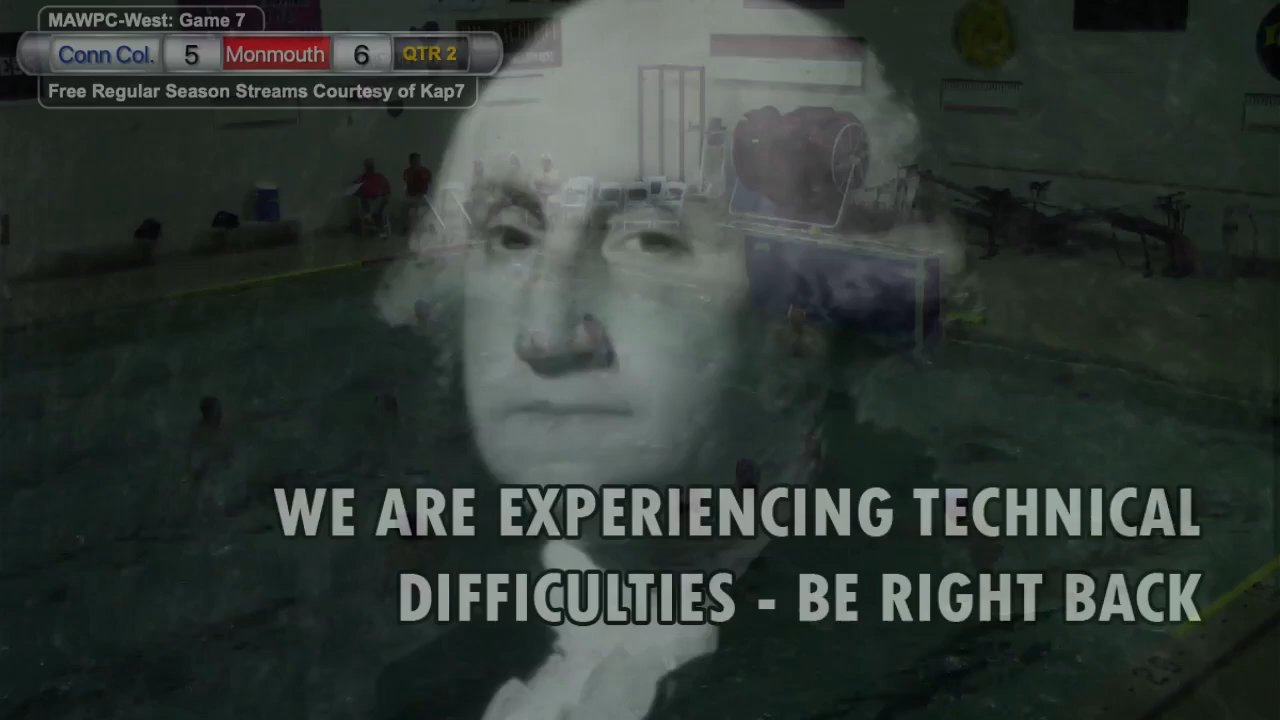 MAWPC-West: Game 7
Conn Col. 5 Monmouth 6 QTR 2
Free Regular Season Streams Courtesy of Kap7
WE ARE EXPERIENCING TECHNICAL
DIFFICULTIES - BE RIGHT BACK